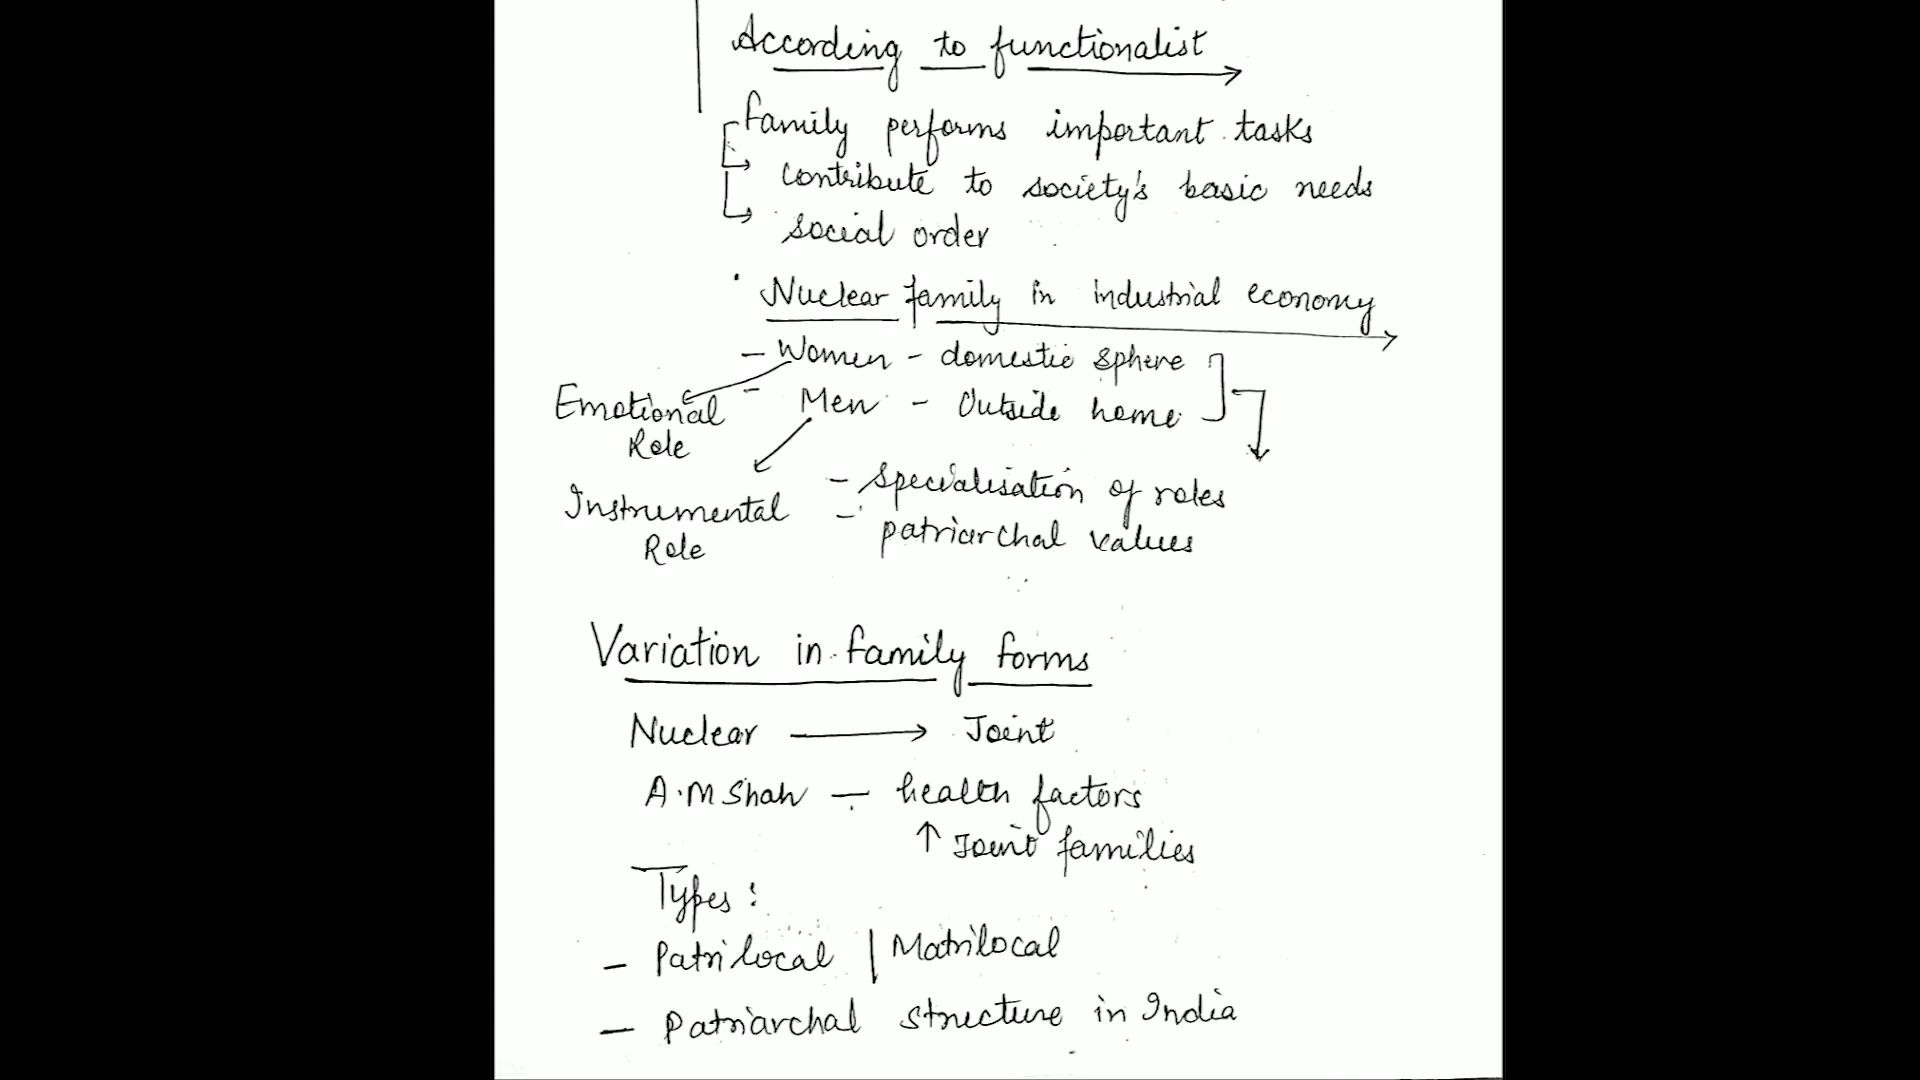 According to functionalist
family performs important tasks
contribute to society's basic needs
social order
Nuclear family in industrial economy
- Women - domestic sphere
Emotional Role
- Men - Outside home
Instrumental Role
- specialisation of roles
- patriarchal values
Variation in family forms
Nuclear → Joint
A.M Shah - health factors
↑ Joint families
Types :
- Patrilocal | Matrilocal
- Patriarchal structure in India